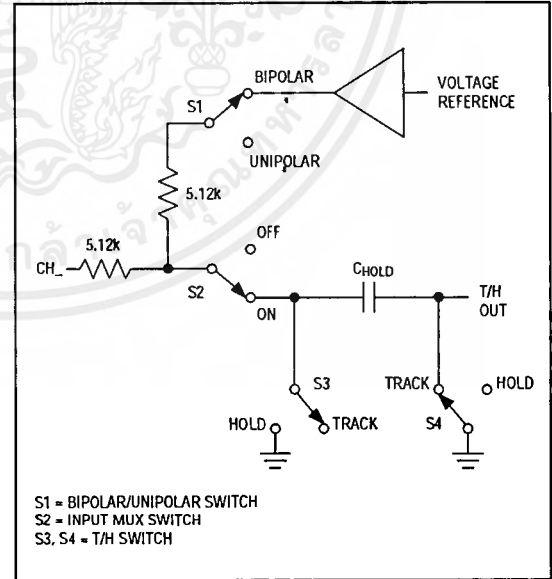 BIPOLAR
VOLTAGE
REFERENCE
S1
UNIPOLAR
5.12k
5.12k
OFF
CH_
S2
ON
CHOLD
T/H
OUT
S3
TRACK
HOLD
HOLD
TRACK
S4
S1 = BIPOLAR/UNIPOLAR SWITCH
S2 = INPUT MUX SWITCH
S3, S4 = T/H SWITCH